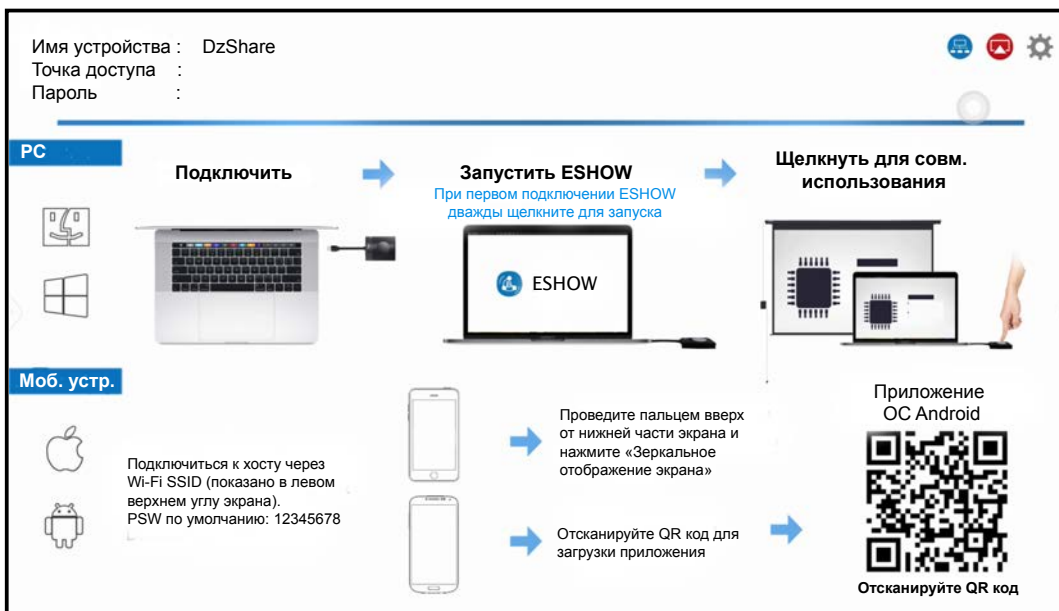 Имя устройства : DzShare
Точка доступа :
Пароль :
PC
Подключить
Запустить ESHOW
При первом подключении ESHOW
дважды щелкните для запуска
Щелкнуть для совм.
использования
ESHOW
Моб. устр.
Подключиться к хосту через
Wi-Fi SSID (показано в левом
верхнем углу экрана).
PSW по умолчанию: 12345678
Проведите пальцем вверх
от нижней части экрана и
нажмите «Зеркальное
отображение экрана»
Отсканируйте QR код для
загрузки приложения
Приложение
ОС Android
Отсканируйте QR код